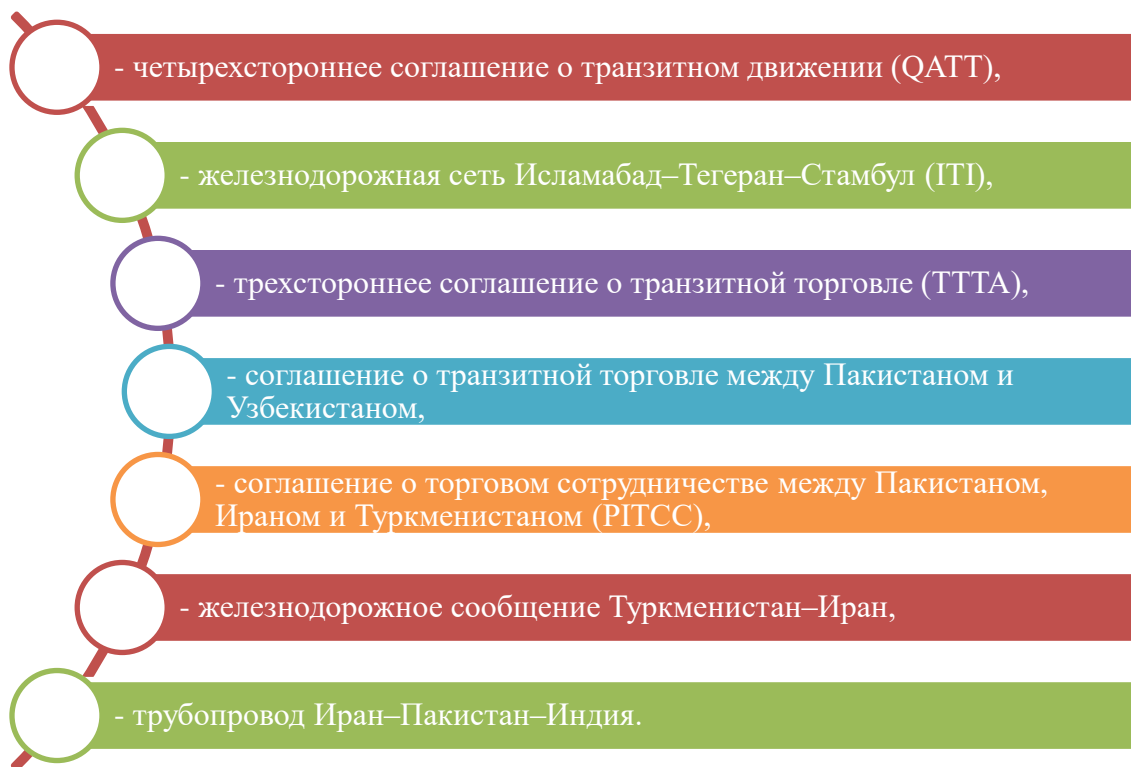 - четырехстороннее соглашение о транзитном движении (QATT),
- железнодорожная сеть Исламабад–Тегеран–Стамбул (ITI),
- трехстороннее соглашение о транзитной торговле (ТТТА),
- соглашение о транзитной торговле между Пакистаном и
Узбекистаном,
- соглашение о торговом сотрудничестве между Пакистаном,
Ираном и Туркменистаном (PITCC),
- железнодорожное сообщение Туркменистан–Иран,
- трубопровод Иран–Пакистан–Индия.